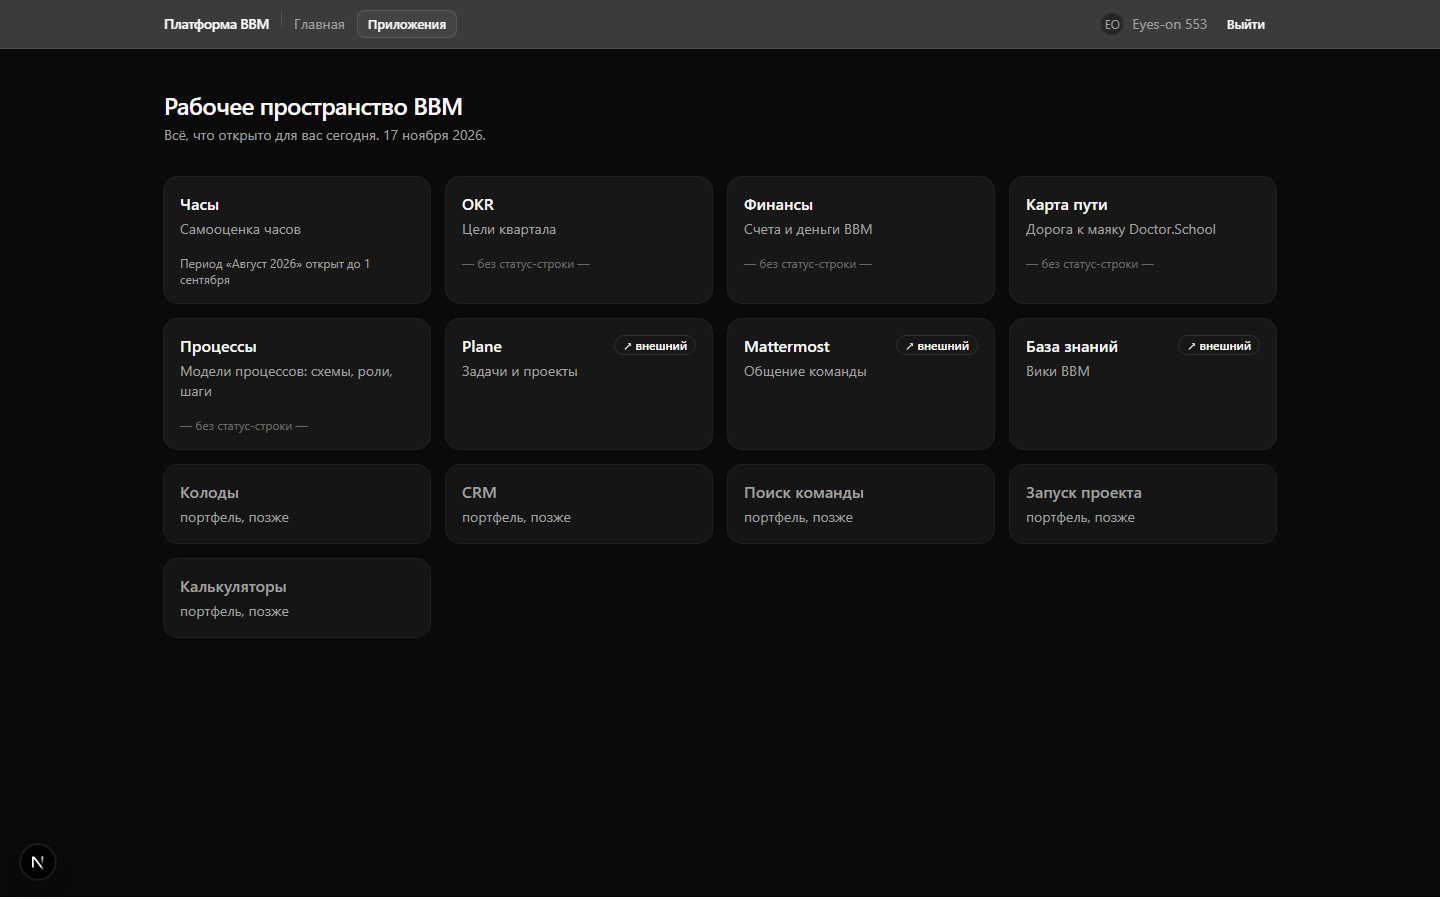 Платформа BBM
Главная
Приложения
EO
Eyes-on 553
Выйти
Рабочее пространство BBM
Всё, что открыто для вас сегодня. 17 ноября 2026.
Часы
Самооценка часов
Период «Август 2026» открыт до 1
сентября
OKR
Цели квартала
— без статус-строки —
Финансы
Счета и деньги BBM
— без статус-строки —
Карта пути
Дорога к маяку Doctor.School
— без статус-строки —
Процессы
Модели процессов: схемы, роли,
шаги
— без статус-строки —
Plane
↗ внешний
Задачи и проекты
Mattermost
↗ внешний
Общение команды
База знаний
↗ внешний
Вики BBM
Колоды
портфель, позже
CRM
портфель, позже
Поиск команды
портфель, позже
Запуск проекта
портфель, позже
Калькуляторы
портфель, позже
N